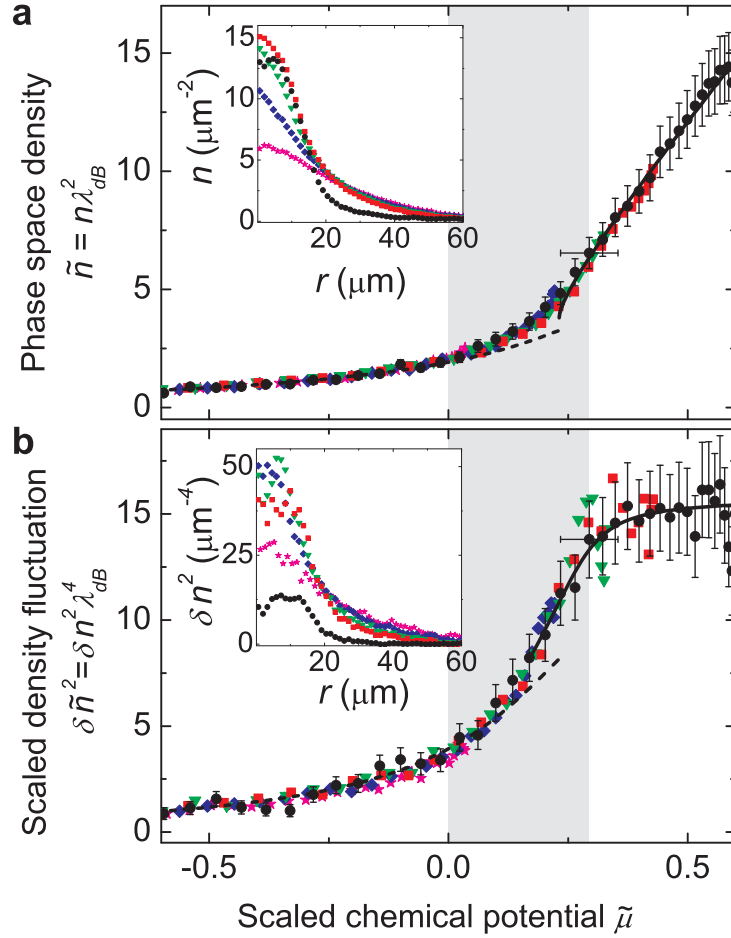 a
15
10
5
0
Phase space density
ñ = nλ²dB
15
10
5
0
n (μm⁻²)
20
40
60
r (μm)
b
15
10
5
0
Scaled density fluctuation
δñ² = δn²λ⁴dB
50
25
0
δn² (μm⁻⁴)
20
40
60
r (μm)
-0.5
0.0
0.5
Scaled chemical potential μ̃